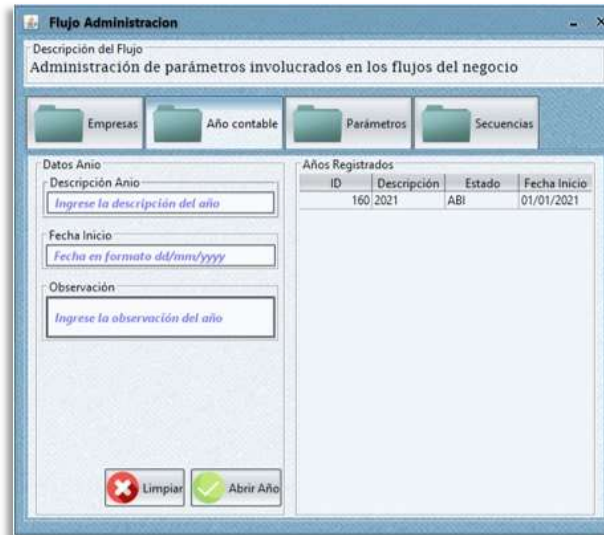 Flujo Administracion
Descripción del Flujo
Administración de parámetros involucrados en los flujos del negocio
Empresas Año contable Parámetros Secuencias
Datos Anio
Descripción Anio
Ingrese la descripción del año
Fecha Inicio
Fecha en formato dd/mm/yyyy
Observación
Ingrese la observación del año
Limpiar Abrir Año
Años Registrados
ID Descripción Estado Fecha Inicio
160 2021 ABI 01/01/2021